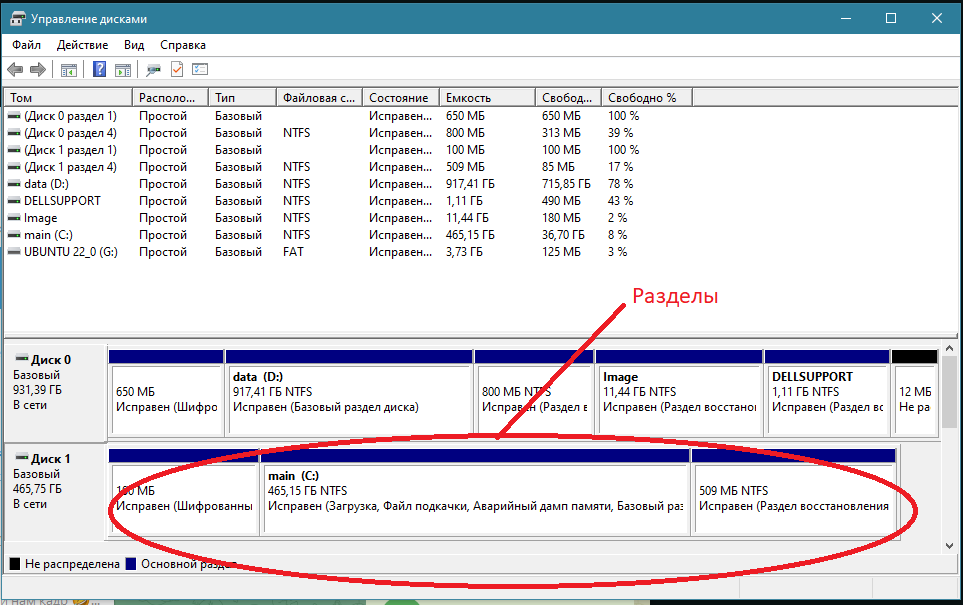 Управление дисками
Файл Действие Вид Справка
Том Располо... Тип Файловая с... Состояние Емкость Свобод... Свободно %
(Диск 0 раздел 1) Простой Базовый Исправен... 650 МБ 650 МБ 100 %
(Диск 0 раздел 4) Простой Базовый NTFS Исправен... 800 МБ 313 МБ 39 %
(Диск 1 раздел 1) Простой Базовый Исправен... 100 МБ 100 МБ 100 %
(Диск 1 раздел 4) Простой Базовый NTFS Исправен... 509 МБ 85 МБ 17 %
data (D:) Простой Базовый NTFS Исправен... 917,41 ГБ 715,85 ГБ 78 %
DELLSUPPORT Простой Базовый NTFS Исправен... 1,11 ГБ 490 МБ 43 %
Image Простой Базовый NTFS Исправен... 11,44 ГБ 180 МБ 2 %
main (C:) Простой Базовый NTFS Исправен... 465,15 ГБ 36,70 ГБ 8 %
UBUNTU 22_0 (G:) Простой Базовый FAT Исправен... 3,73 ГБ 125 МБ 3 %
Разделы
Диск 0
Базовый
931,39 ГБ
В сети
650 МБ
Исправен (Шифро
data (D:)
917,41 ГБ NTFS
Исправен (Базовый раздел диска)
800 МБ NTFS
Исправен (Раздел в
Image
11,44 ГБ NTFS
Исправен (Раздел восстанов
DELLSUPPORT
1,11 ГБ NTFS
Исправен (Раздел вс
12 МБ
Не ра
Диск 1
Базовый
465,75 ГБ
В сети
100 МБ
Исправен (Шифрованны
main (C:)
465,15 ГБ NTFS
Исправен (Загрузка, Файл подкачки, Аварийный дамп памяти, Базовый раз
509 МБ NTFS
Исправен (Раздел восстановления
Не распределена Основной раздел